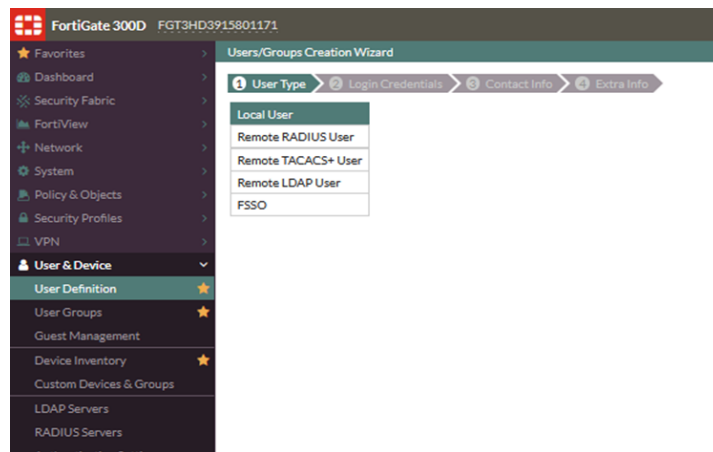 FortiGate 300D FGT3HD3915801171
Favorites
Dashboard
Security Fabric
FortiView
Network
System
Policy & Objects
Security Profiles
VPN
User & Device
User Definition
User Groups
Guest Management
Device Inventory
Custom Devices & Groups
LDAP Servers
RADIUS Servers
Users/Groups Creation Wizard
1 User Type 2 Login Credentials 3 Contact Info 4 Extra Info
Local User
Remote RADIUS User
Remote TACACS+ User
Remote LDAP User
FSSO